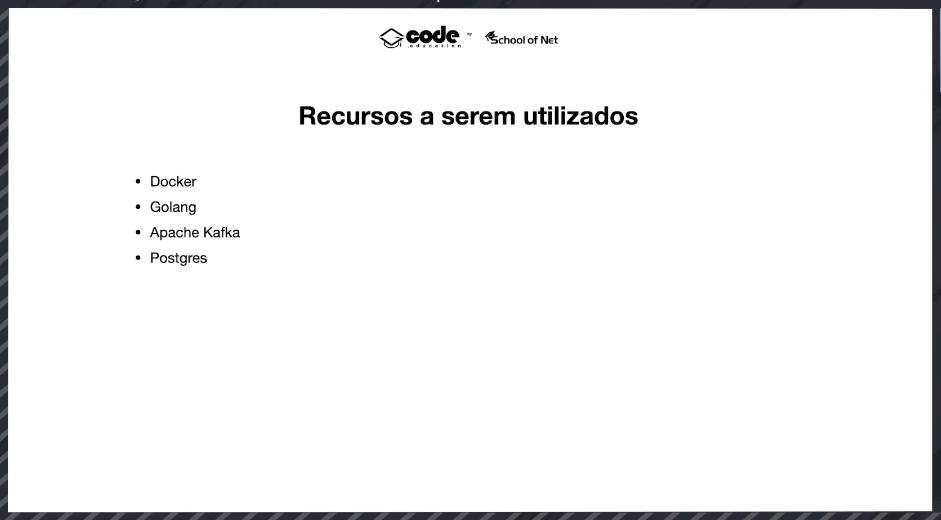 code by School of Net
.education
Recursos a serem utilizados
• Docker
• Golang
• Apache Kafka
• Postgres